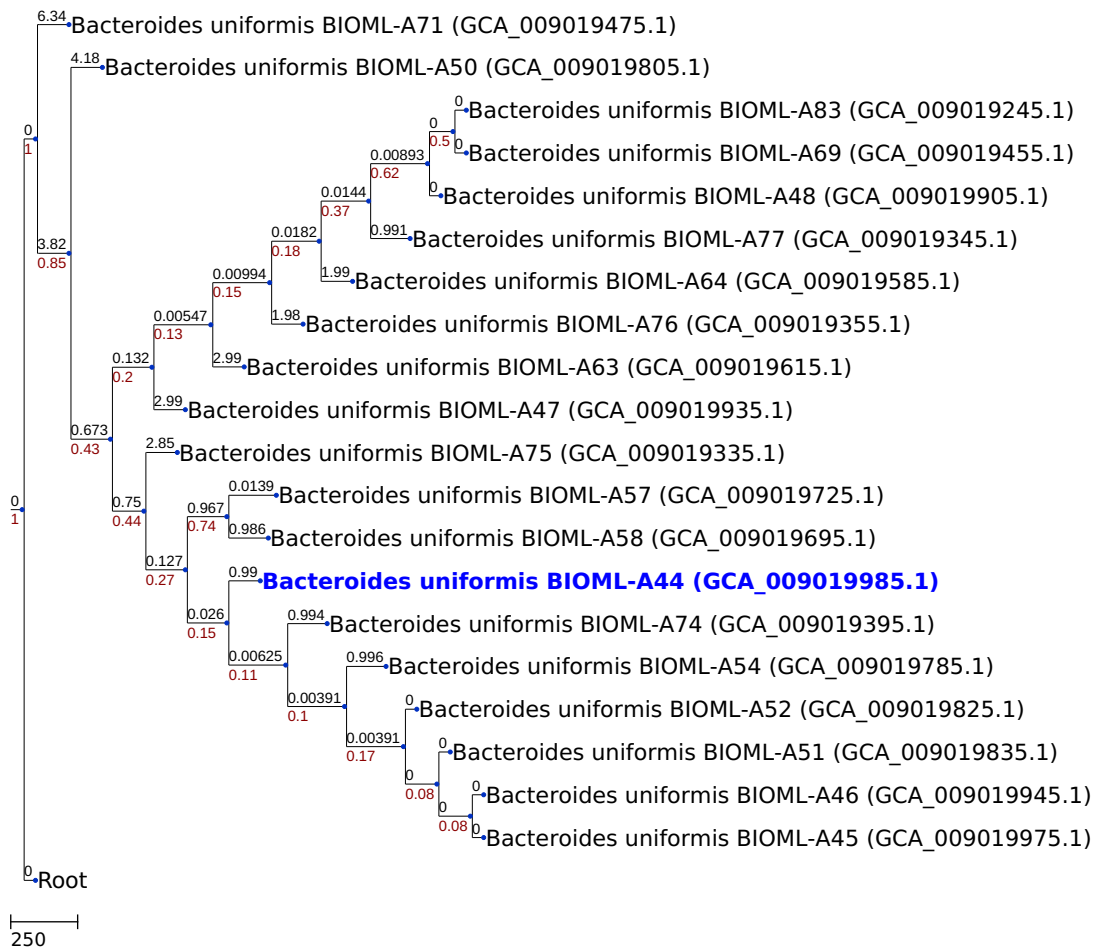 6.34
Bacteroides uniformis BIOML-A71 (GCA_009019475.1)
4.18
Bacteroides uniformis BIOML-A50 (GCA_009019805.1)
0
Bacteroides uniformis BIOML-A83 (GCA_009019245.1)
0
0
1
0.5
0
Bacteroides uniformis BIOML-A69 (GCA_009019455.1)
0.00893
0.62
0
Bacteroides uniformis BIOML-A48 (GCA_009019905.1)
0.0144
0.37
0.991
Bacteroides uniformis BIOML-A77 (GCA_009019345.1)
0.0182
3.82
0.18
0.85
1.99
Bacteroides uniformis BIOML-A64 (GCA_009019585.1)
0.00994
0.15
1.98
Bacteroides uniformis BIOML-A76 (GCA_009019355.1)
0.00547
0.13
2.99
Bacteroides uniformis BIOML-A63 (GCA_009019615.1)
0.132
0.2
2.99
Bacteroides uniformis BIOML-A47 (GCA_009019935.1)
0.673
0.43
2.85
Bacteroides uniformis BIOML-A75 (GCA_009019335.1)
0.0139
Bacteroides uniformis BIOML-A57 (GCA_009019725.1)
0
1
0.75
0.44
0.967
0.74
0.986
Bacteroides uniformis BIOML-A58 (GCA_009019695.1)
0.127
0.27
0.99
Bacteroides uniformis BIOML-A44 (GCA_009019985.1)
0.026
0.15
0.994
Bacteroides uniformis BIOML-A74 (GCA_009019395.1)
0.00625
0.11
0.996
Bacteroides uniformis BIOML-A54 (GCA_009019785.1)
0.00391
0.1
0
Bacteroides uniformis BIOML-A52 (GCA_009019825.1)
0.00391
0.17
0
Bacteroides uniformis BIOML-A51 (GCA_009019835.1)
0
0.08
0
Bacteroides uniformis BIOML-A46 (GCA_009019945.1)
0
0.08
0
Bacteroides uniformis BIOML-A45 (GCA_009019975.1)
0
Root
250